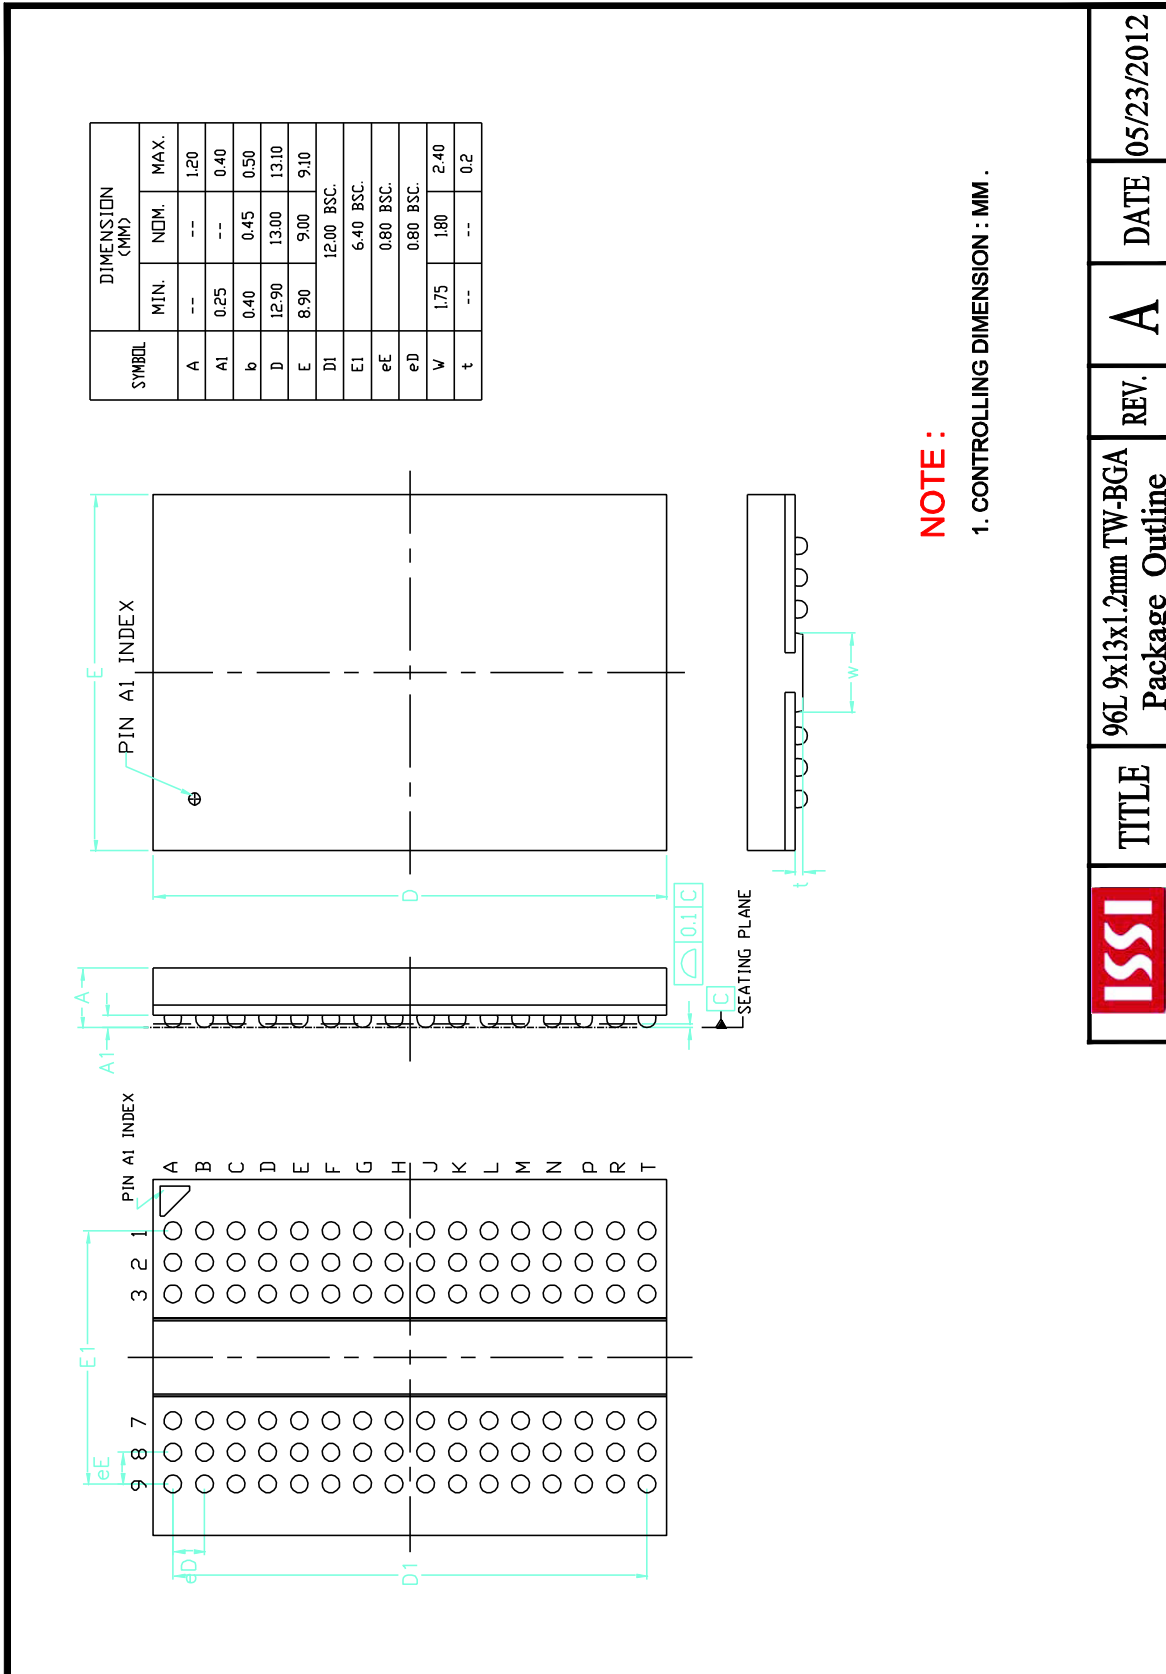 SYMBOL DIMENSION
(MM)
MIN. NOM. MAX.
A -- -- 1.20
A1 0.25 -- 0.40
b 0.40 0.45 0.50
D 12.90 13.00 13.10
E 8.90 9.00 9.10
D1 12.00 BSC.
E1 6.40 BSC.
eE 0.80 BSC.
eD 0.80 BSC.
W 1.75 1.80 2.40
t -- -- 0.2
E
PIN A1 INDEX
D
w
t
A
A1
0.1 C
C
SEATING PLANE
PIN A1 INDEX
E1
eE
9 8 7 3 2 1
A
B
C
D
E
F
G
H
J
K
L
M
N
P
R
T
eD
D1
NOTE :
1. CONTROLLING DIMENSION : MM .
ISSI
TITLE
96L 9x13x1.2mm TW-BGA
Package Outline
REV.
A
DATE
05/23/2012